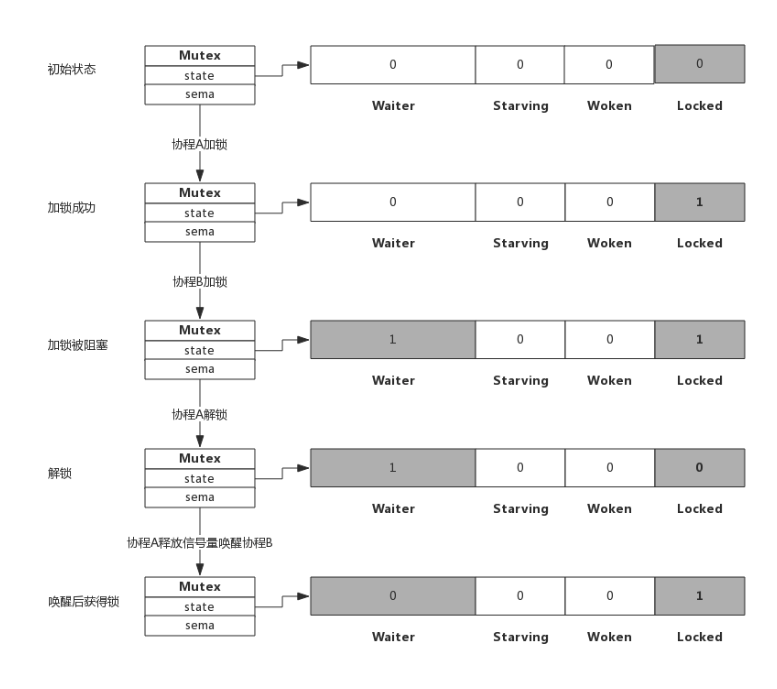 初始状态
Mutex
state
sema
0 0 0 0
Waiter Starving Woken Locked
协程A加锁
加锁成功
Mutex
state
sema
0 0 0 1
Waiter Starving Woken Locked
协程B加锁
加锁被阻塞
Mutex
state
sema
1 0 0 1
Waiter Starving Woken Locked
协程A解锁
解锁
Mutex
state
sema
1 0 0 0
Waiter Starving Woken Locked
协程A释放信号量唤醒协程B
唤醒后获得锁
Mutex
state
sema
0 0 0 1
Waiter Starving Woken Locked